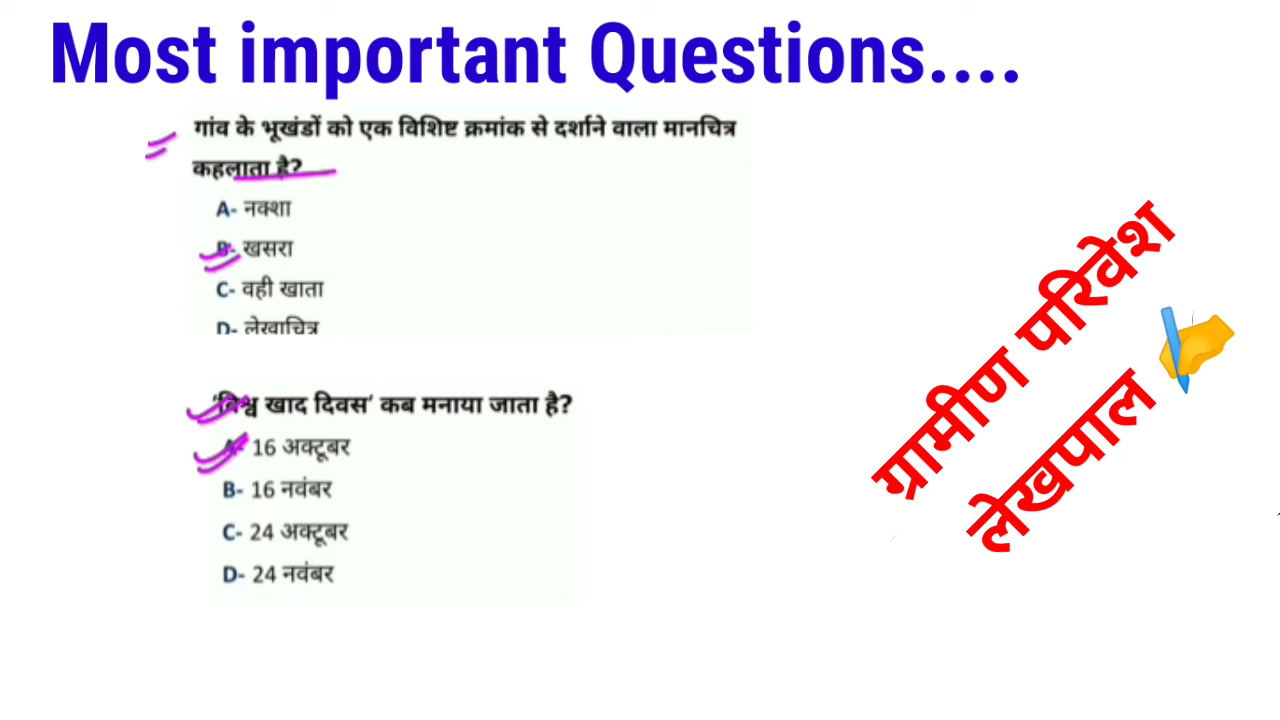 Most important Questions....
गांव के भूखंडों को एक विशिष्ट क्रमांक से दर्शाने वाला मानचित्र
कहलाता है?
A- नक्शा
B- खसरा
C- वही खाता
D- लेखाचित्र
'विश्व खाद दिवस' कब मनाया जाता है?
A- 16 अक्टूबर
B- 16 नवंबर
C- 24 अक्टूबर
D- 24 नवंबर
ग्रामीण परिवेश
लेखपाल